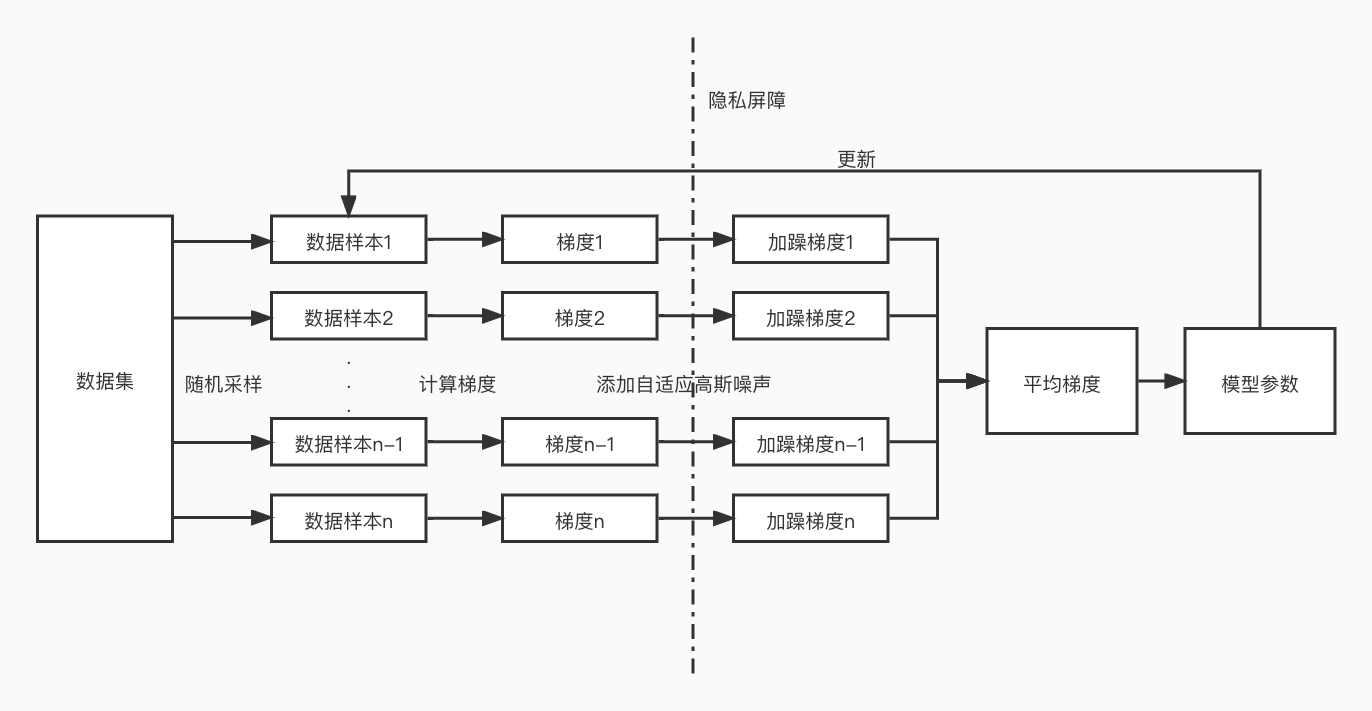 隐私屏障
更新
数据样本1
梯度1
加躁梯度1
数据样本2
梯度2
加躁梯度2
数据集
随机采样
.
.
.
计算梯度
添加自适应高斯噪声
平均梯度
模型参数
数据样本n-1
梯度n-1
加躁梯度n-1
数据样本n
梯度n
加躁梯度n